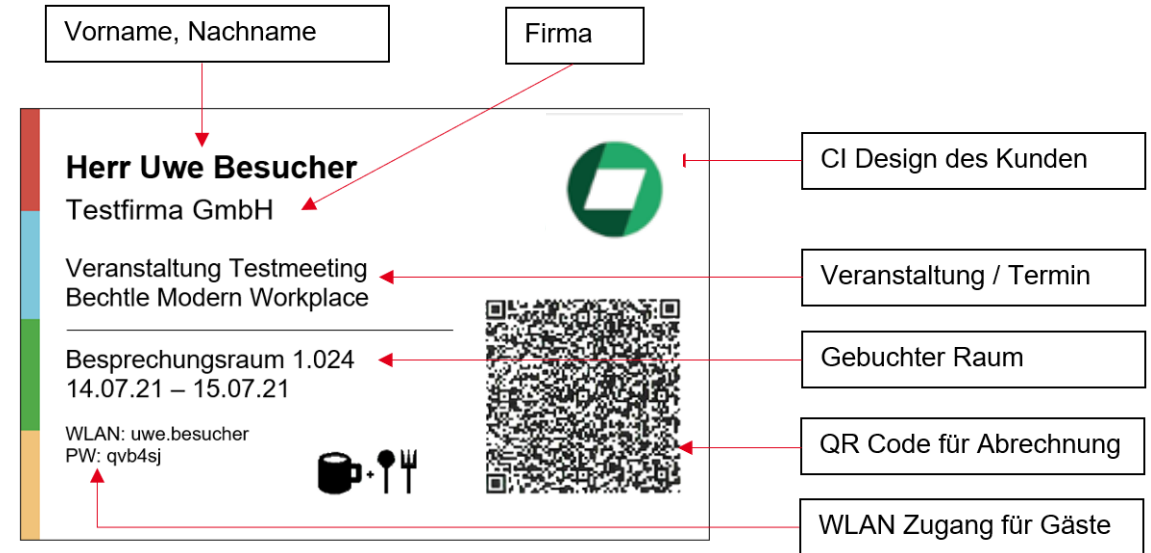 Vorname, Nachname
Firma
Herr Uwe Besucher
Testfirma GmbH
CI Design des Kunden
Veranstaltung Testmeeting
Bechtle Modern Workplace
Veranstaltung / Termin
Besprechungsraum 1.024
14.07.21 – 15.07.21
Gebuchter Raum
WLAN: uwe.besucher
PW: qvb4sj
+
QR Code für Abrechnung
WLAN Zugang für Gäste